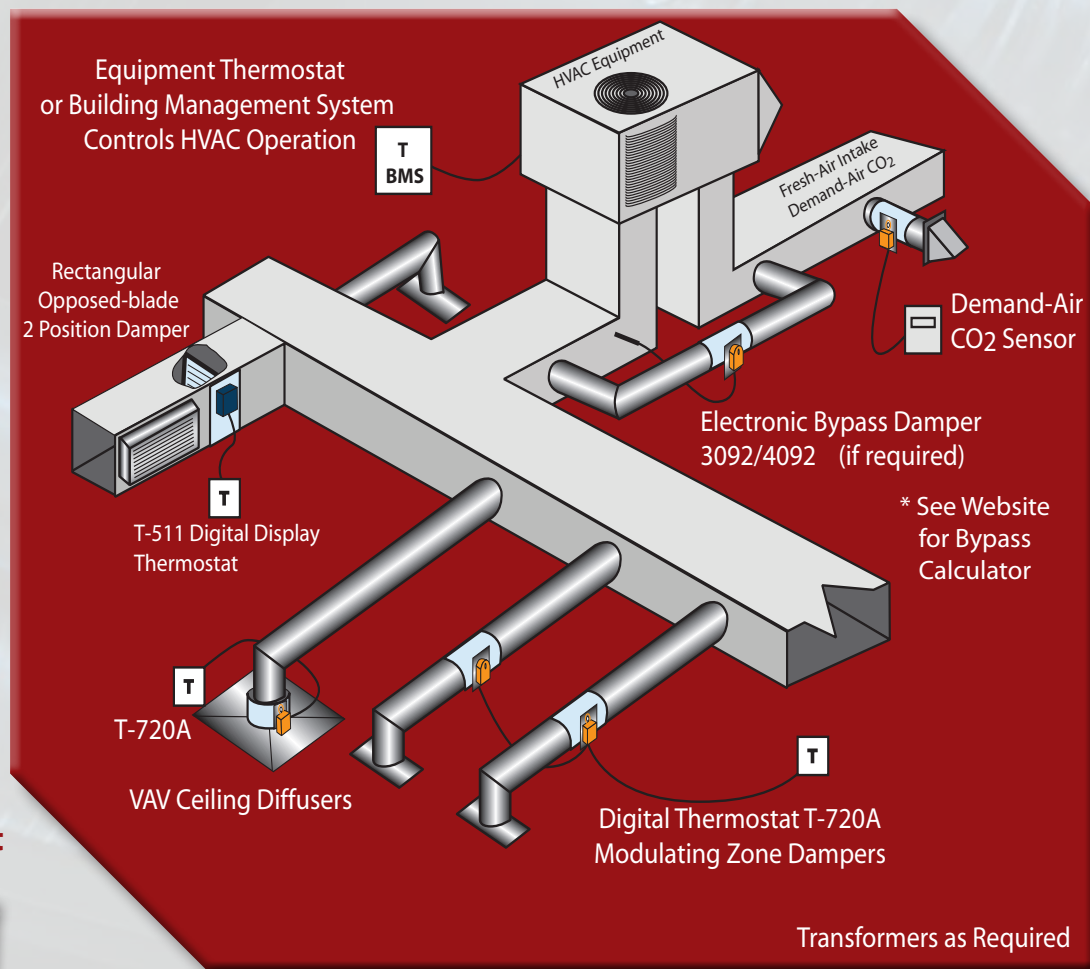 Equipment Thermostat
or Building Management System
Controls HVAC Operation
T
BMS
HVAC Equipment
Fresh-Air Intake
Demand-Air CO2
Rectangular
Opposed-blade
2 Position Damper
Demand-Air
CO2 Sensor
Electronic Bypass Damper
3092/4092 (if required)
* See Website
for Bypass
Calculator
T
T-511 Digital Display
Thermostat
T
T-720A
VAV Ceiling Diffusers
T
Digital Thermostat T-720A
Modulating Zone Dampers
Transformers as Required